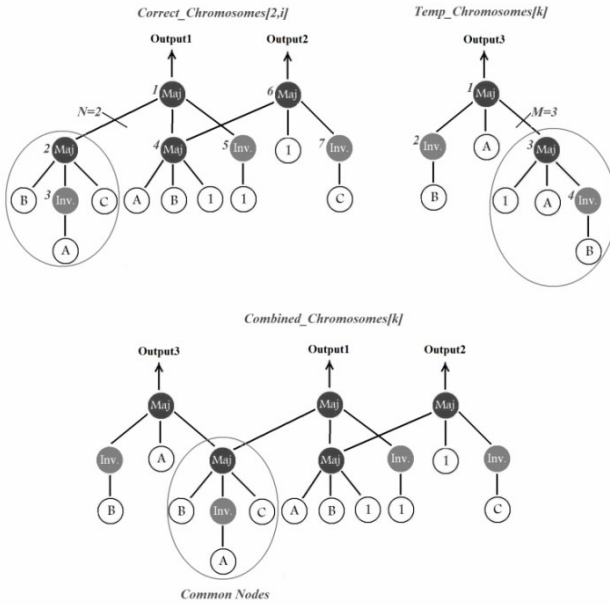 Correct_Chromosomes[2,i] Temp_Chromosomes[k]
Output1 Output2 Output3
1 Maj 6 Maj 1 Maj
N=2 M=3
2 Maj 4 Maj 5 Inv. 1 7 Inv. 2 Inv. A 3 Maj
B 3 Inv. C A B 1 1 C B 1 A 4 Inv.
A B
Combined_Chromosomes[k]
Output3 Output1 Output2
Maj Maj Maj
Inv. A Maj Maj Inv. 1 Inv.
B B Inv. C A B 1 1 C
A
Common Nodes